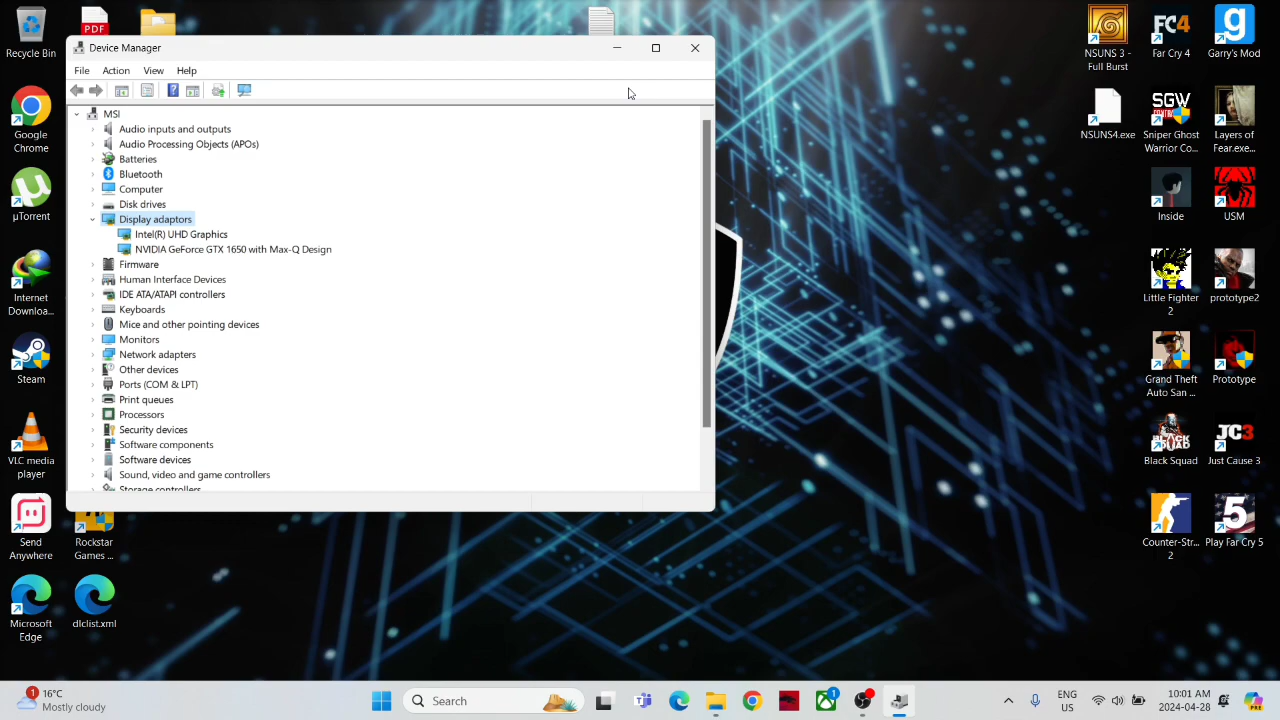 Recycle Bin
Device Manager
File Action View Help
MSI
Audio inputs and outputs
Audio Processing Objects (APOs)
Batteries
Bluetooth
Computer
Disk drives
Display adaptors
Intel(R) UHD Graphics
NVIDIA GeForce GTX 1650 with Max-Q Design
Firmware
Human Interface Devices
IDE ATA/ATAPI controllers
Keyboards
Mice and other pointing devices
Monitors
Network adapters
Other devices
Ports (COM & LPT)
Print queues
Processors
Security devices
Software components
Software devices
Sound, video and game controllers
Storage controllers
PDF
Google
Chrome
µTorrent
Internet
Downloa...
Steam
VLC media
player
Send
Anywhere
Rockstar
Games ...
Microsoft
Edge
dlclist.xml
NSUNS 3 -
Full Burst
FC4
Far Cry 4
Garry's Mod
NSUNS4.exe
SGW
Sniper Ghost
Warrior Co...
Layers of
Fear.exe...
Inside
USM
Little Fighter
2
prototype2
Grand Theft
Auto San ...
Prototype
Black Squad
JC3
Just Cause 3
Counter-Str...
2
5
Play Far Cry 5
1
16°C
Mostly cloudy
Search
1
ENG
US
10:01 AM
2024-04-28